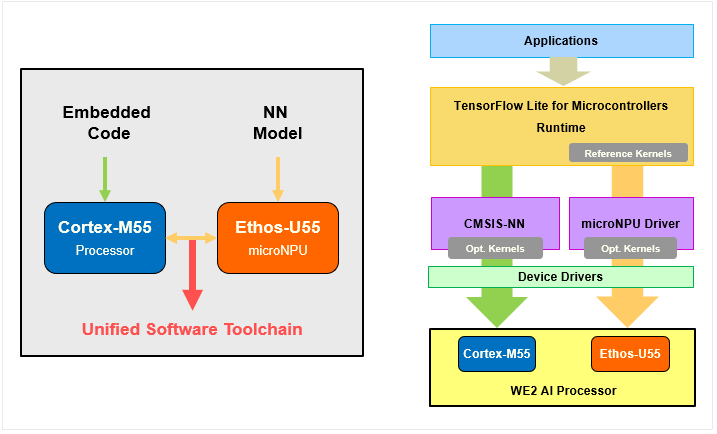 Embedded
Code
NN
Model
Cortex-M55
Processor
Ethos-U55
microNPU
Unified Software Toolchain
Applications
TensorFlow Lite for Microcontrollers
Runtime
Reference Kernels
CMSIS-NN
Opt. Kernels
microNPU Driver
Opt. Kernels
Device Drivers
Cortex-M55
Ethos-U55
WE2 AI Processor